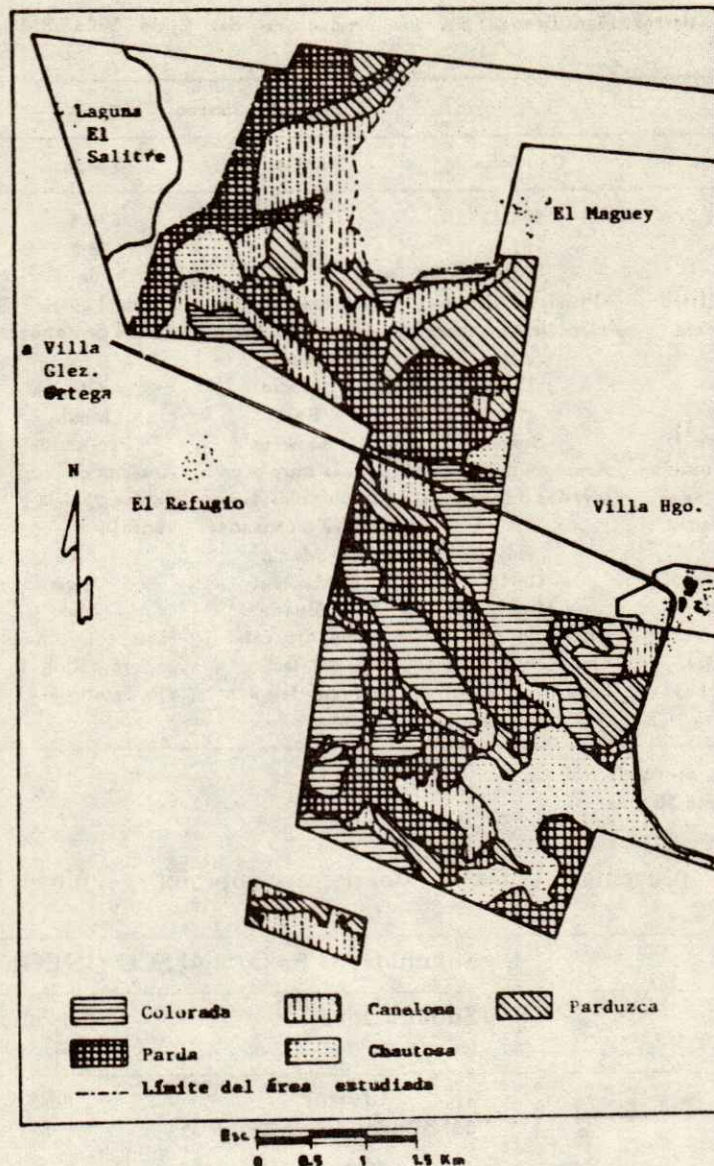 Laguna
El
Salitre
El Maguey
a Villa
Glez.
Ortega
N
El Refugio
Villa Hgo.
Colorada
Canelona
Parduzca
Parda
Chautosa
Límite del área estudiada
Esc.
0 0.5 1 1.5 Km